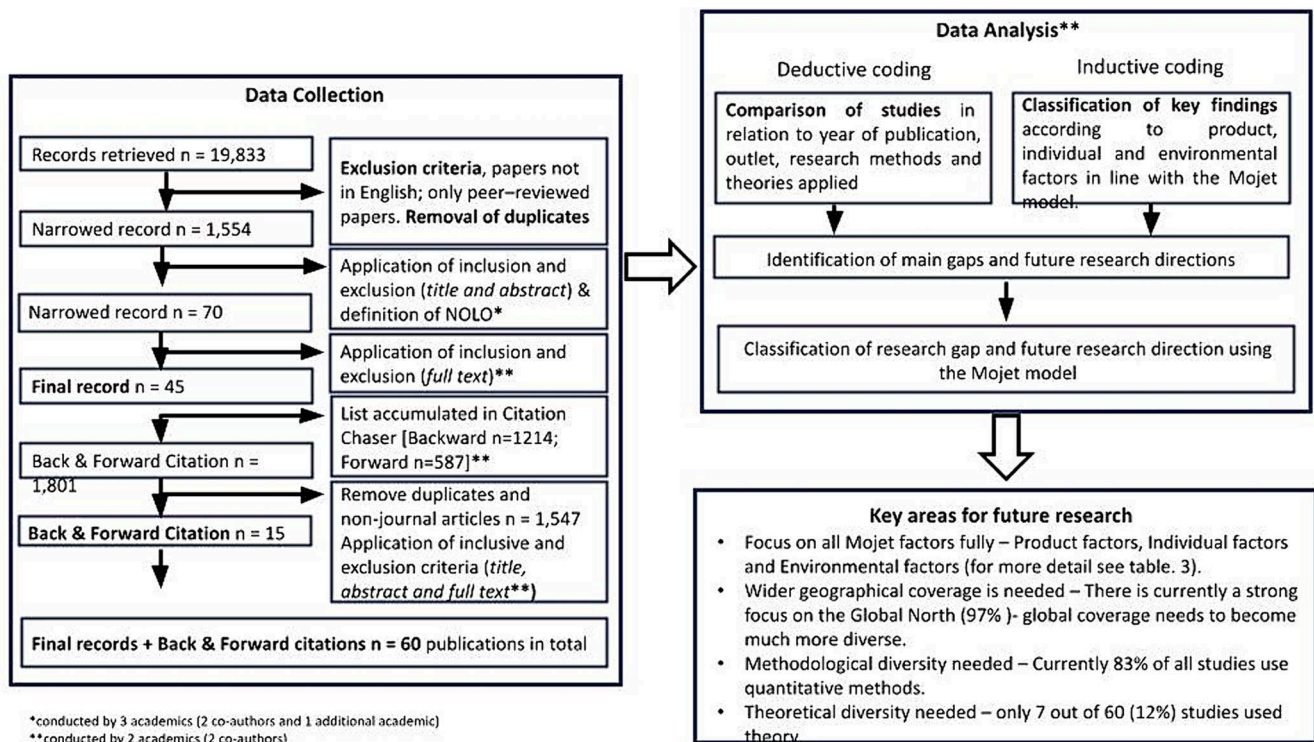 Data Collection
Records retrieved n = 19,833
Exclusion criteria, papers not
in English; only peer–reviewed
papers. Removal of duplicates
Narrowed record n = 1,554
Application of inclusion and
exclusion (title and abstract) &
definition of NOLO*
Narrowed record n = 70
Application of inclusion and
exclusion (full text)**
Final record n = 45
List accumulated in Citation
Chaser [Backward n=1214;
Forward n=587]**
Back & Forward Citation n =
1,801
Remove duplicates and
non-journal articles n = 1,547
Application of inclusive and
exclusion criteria (title,
abstract and full text**)
Back & Forward Citation n = 15
Final records + Back & Forward citations n = 60 publications in total
*conducted by 3 academics (2 co-authors and 1 additional academic)
**conducted by 2 academics (2 co-authors)
Data Analysis**
Deductive coding
Comparison of studies in
relation to year of publication,
outlet, research methods and
theories applied
Inductive coding
Classification of key findings
according to product,
individual and environmental
factors in line with the Mojet
model.
Identification of main gaps and future research directions
Classification of research gap and future research direction using
the Mojet model
Key areas for future research
• Focus on all Mojet factors fully – Product factors, Individual factors
and Environmental factors (for more detail see table. 3).
• Wider geographical coverage is needed – There is currently a strong
focus on the Global North (97% )- global coverage needs to become
much more diverse.
• Methodological diversity needed – Currently 83% of all studies use
quantitative methods.
• Theoretical diversity needed – only 7 out of 60 (12%) studies used
theory